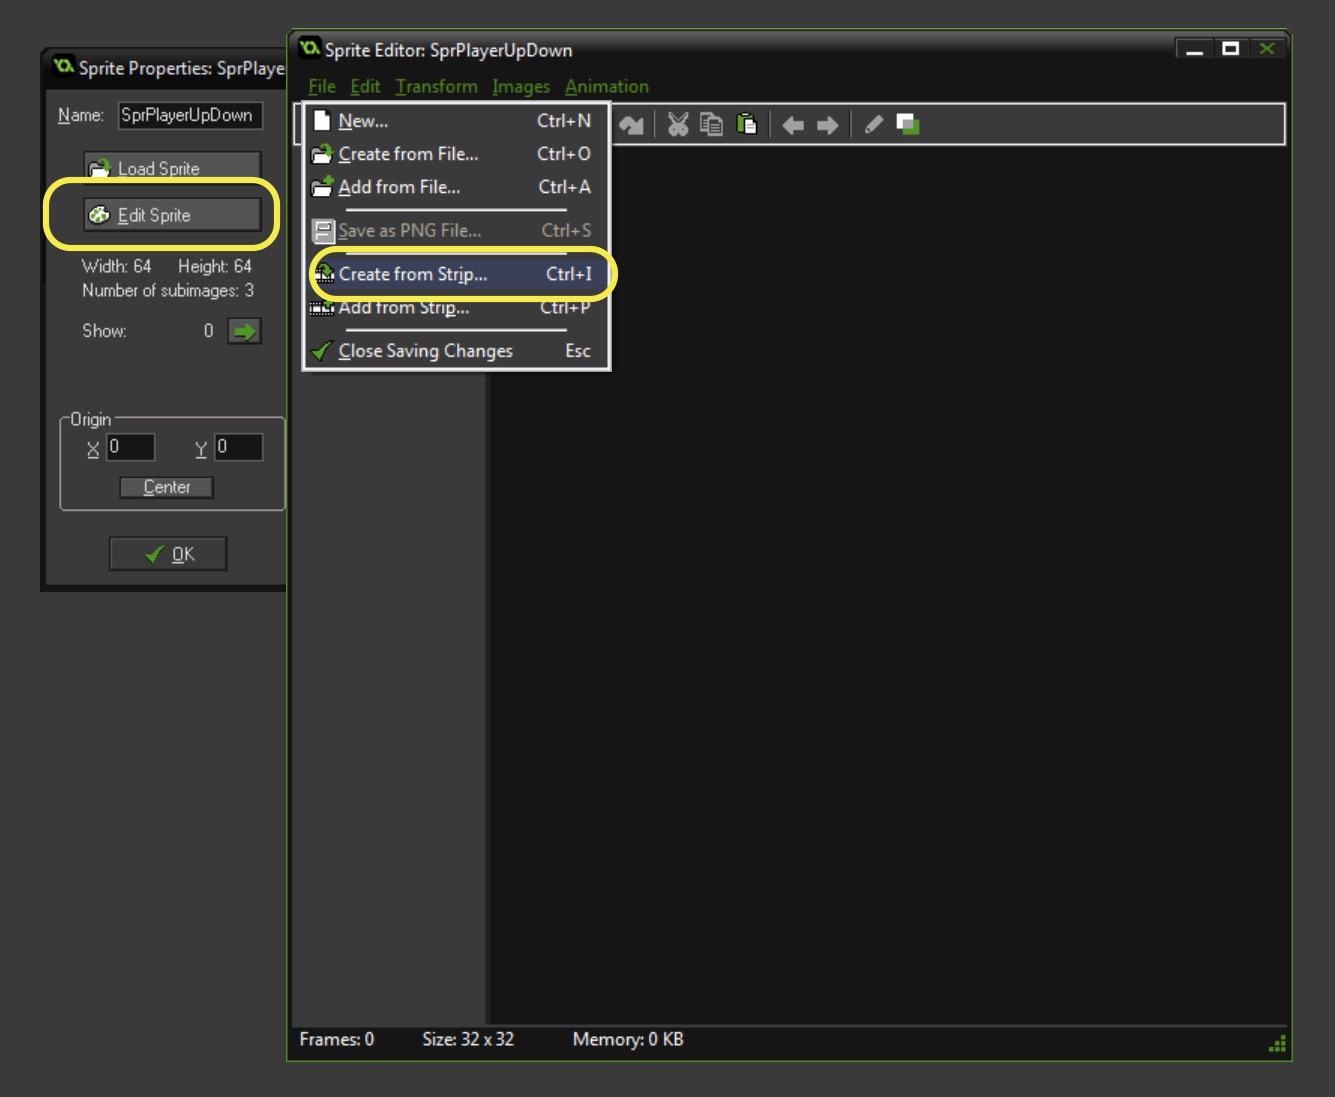 Sprite Properties: SprPlaye
Name: SprPlayerUpDown
Load Sprite
Edit Sprite
Width: 64 Height: 64
Number of subimages: 3
Show: 0
Origin
X 0 Y 0
Center
OK
Sprite Editor: SprPlayerUpDown
File Edit Transform Images Animation
New... Ctrl+N
Create from File... Ctrl+O
Add from File... Ctrl+A
Save as PNG File... Ctrl+S
Create from Strip... Ctrl+I
Add from Strip... Ctrl+P
Close Saving Changes Esc
Frames: 0 Size: 32 x 32 Memory: 0 KB